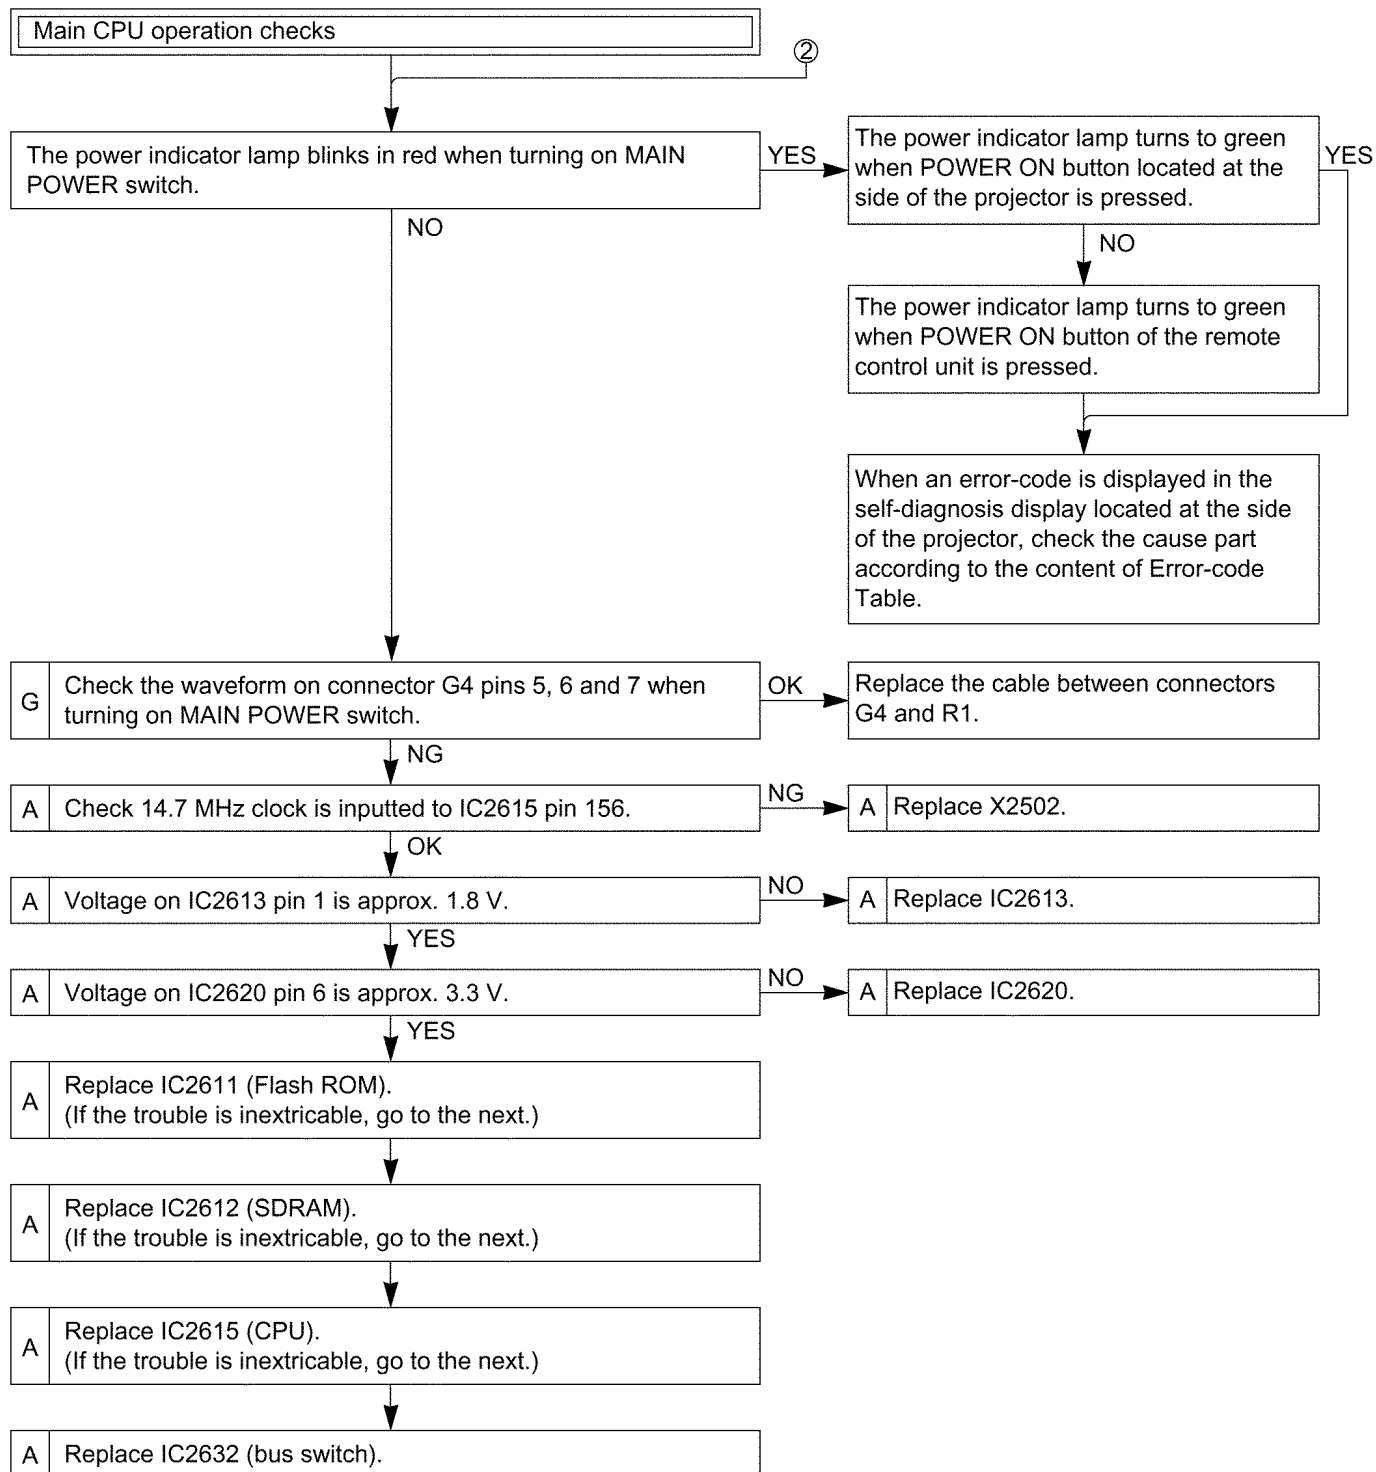 Main CPU operation checks
②
The power indicator lamp blinks in red when turning on MAIN
POWER switch.
YES
The power indicator lamp turns to green
when POWER ON button located at the
side of the projector is pressed.
YES
NO
NO
The power indicator lamp turns to green
when POWER ON button of the remote
control unit is pressed.
When an error-code is displayed in the
self-diagnosis display located at the side
of the projector, check the cause part
according to the content of Error-code
Table.
G
Check the waveform on connector G4 pins 5, 6 and 7 when
turning on MAIN POWER switch.
OK
Replace the cable between connectors
G4 and R1.
NG
A
Check 14.7 MHz clock is inputted to IC2615 pin 156.
NG
A
Replace X2502.
OK
A
Voltage on IC2613 pin 1 is approx. 1.8 V.
NO
A
Replace IC2613.
YES
A
Voltage on IC2620 pin 6 is approx. 3.3 V.
NO
A
Replace IC2620.
YES
A
Replace IC2611 (Flash ROM).
(If the trouble is inextricable, go to the next.)
A
Replace IC2612 (SDRAM).
(If the trouble is inextricable, go to the next.)
A
Replace IC2615 (CPU).
(If the trouble is inextricable, go to the next.)
A
Replace IC2632 (bus switch).